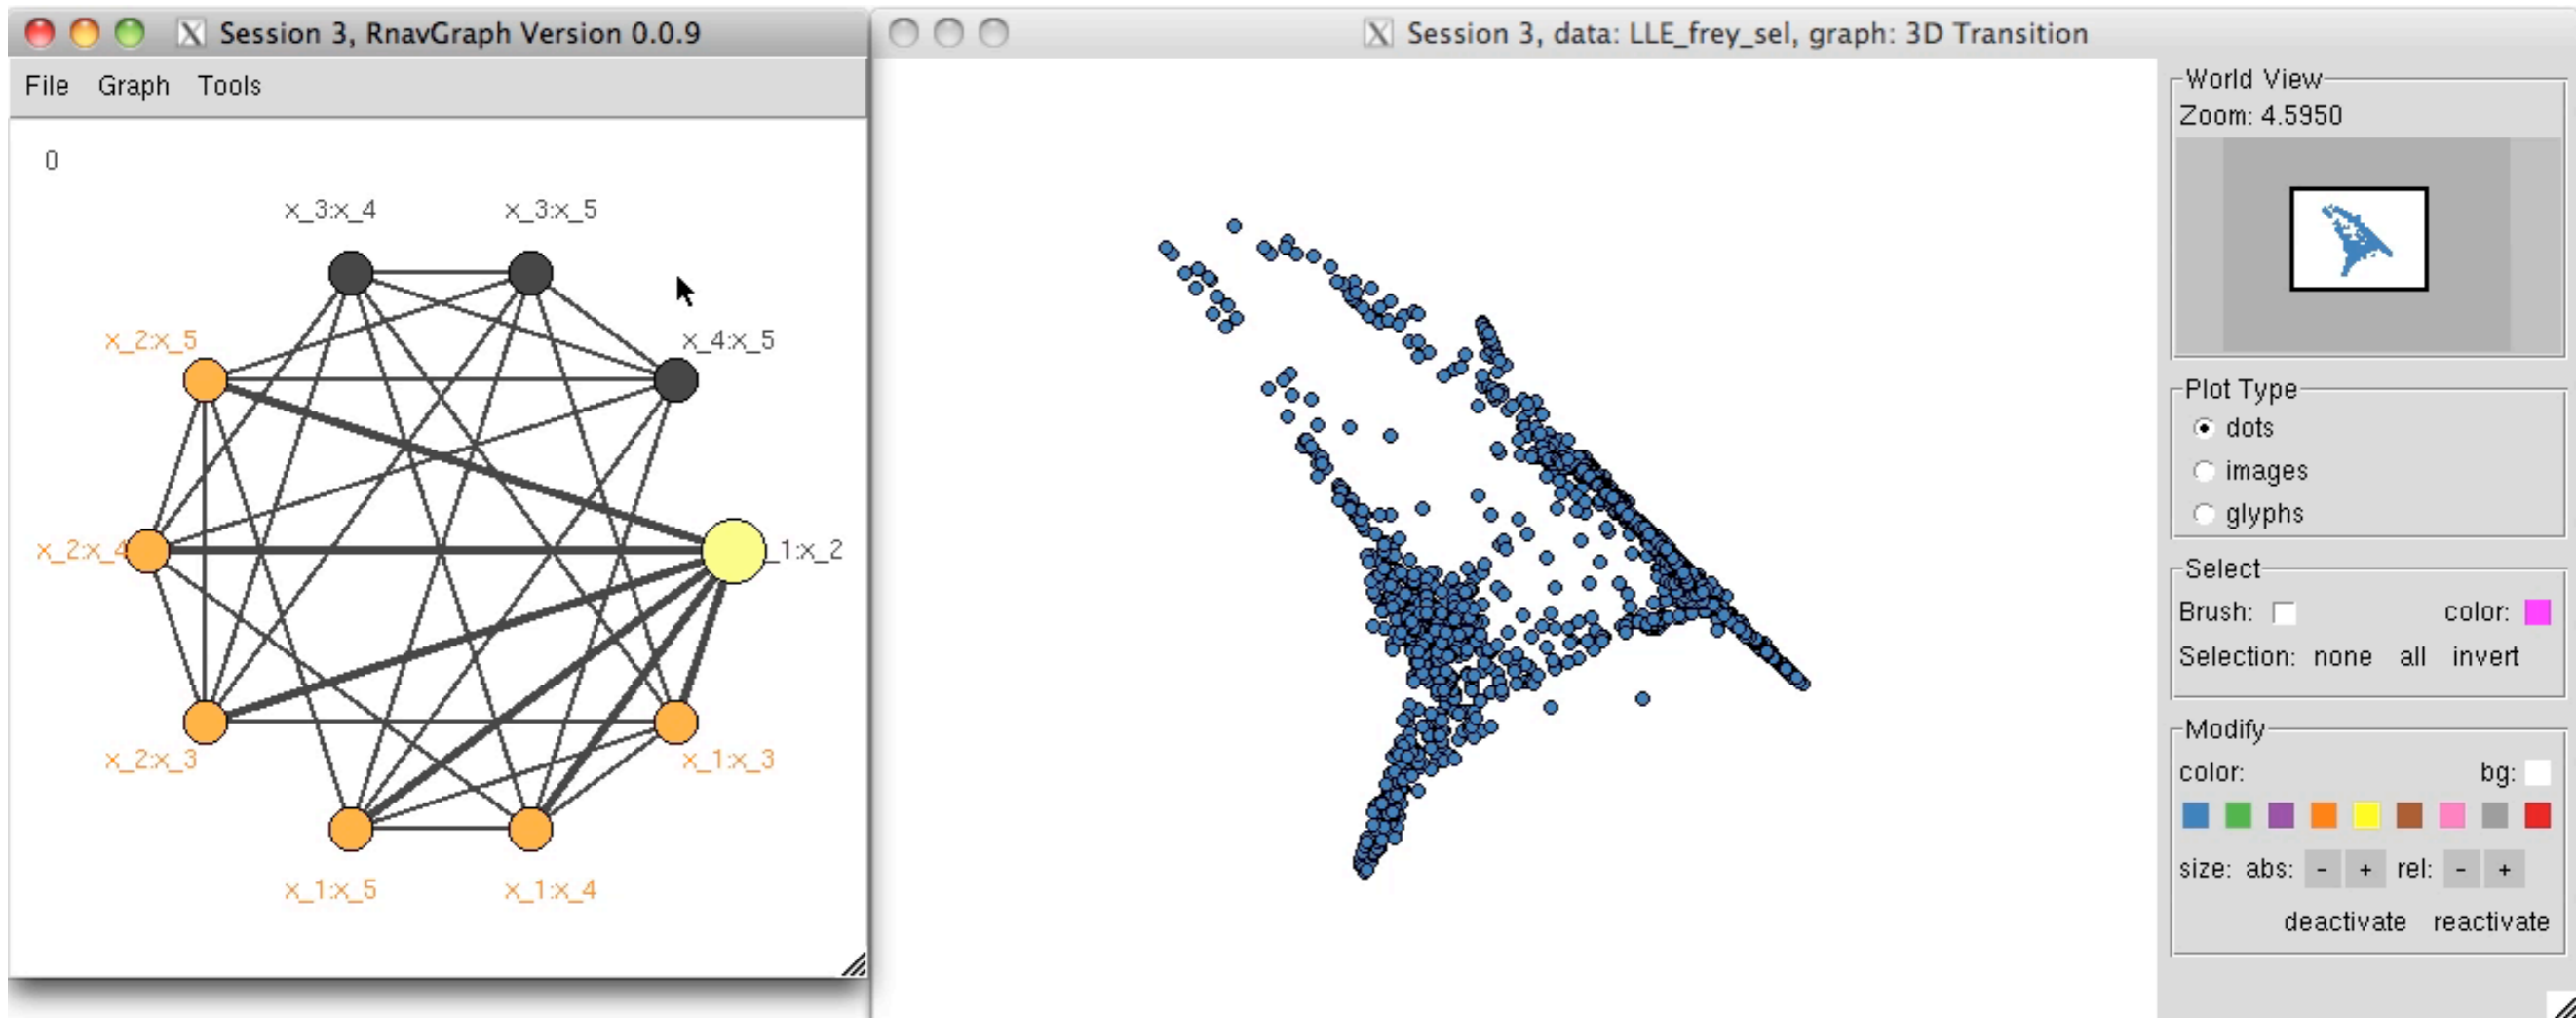 Session 3, RnavGraph Version 0.0.9
File Graph Tools
0
x_3:x_4 x_3:x_5
x_2:x_5 x_4:x_5
x_2:x_4 _1:x_2
x_2:x_3 x_1:x_3
x_1:x_5 x_1:x_4
Session 3, data: LLE_frey_sel, graph: 3D Transition
World View
Zoom: 4.5950
Plot Type
dots
images
glyphs
Select
Brush: color:
Selection: none all invert
Modify
color: bg:
size: abs: - + rel: - +
deactivate reactivate